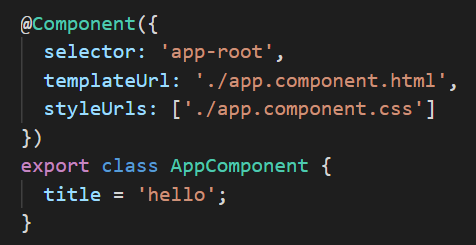 @Component({
  selector: 'app-root',
  templateUrl: './app.component.html',
  styleUrls: ['./app.component.css']
})
export class AppComponent {
  title = 'hello';
}